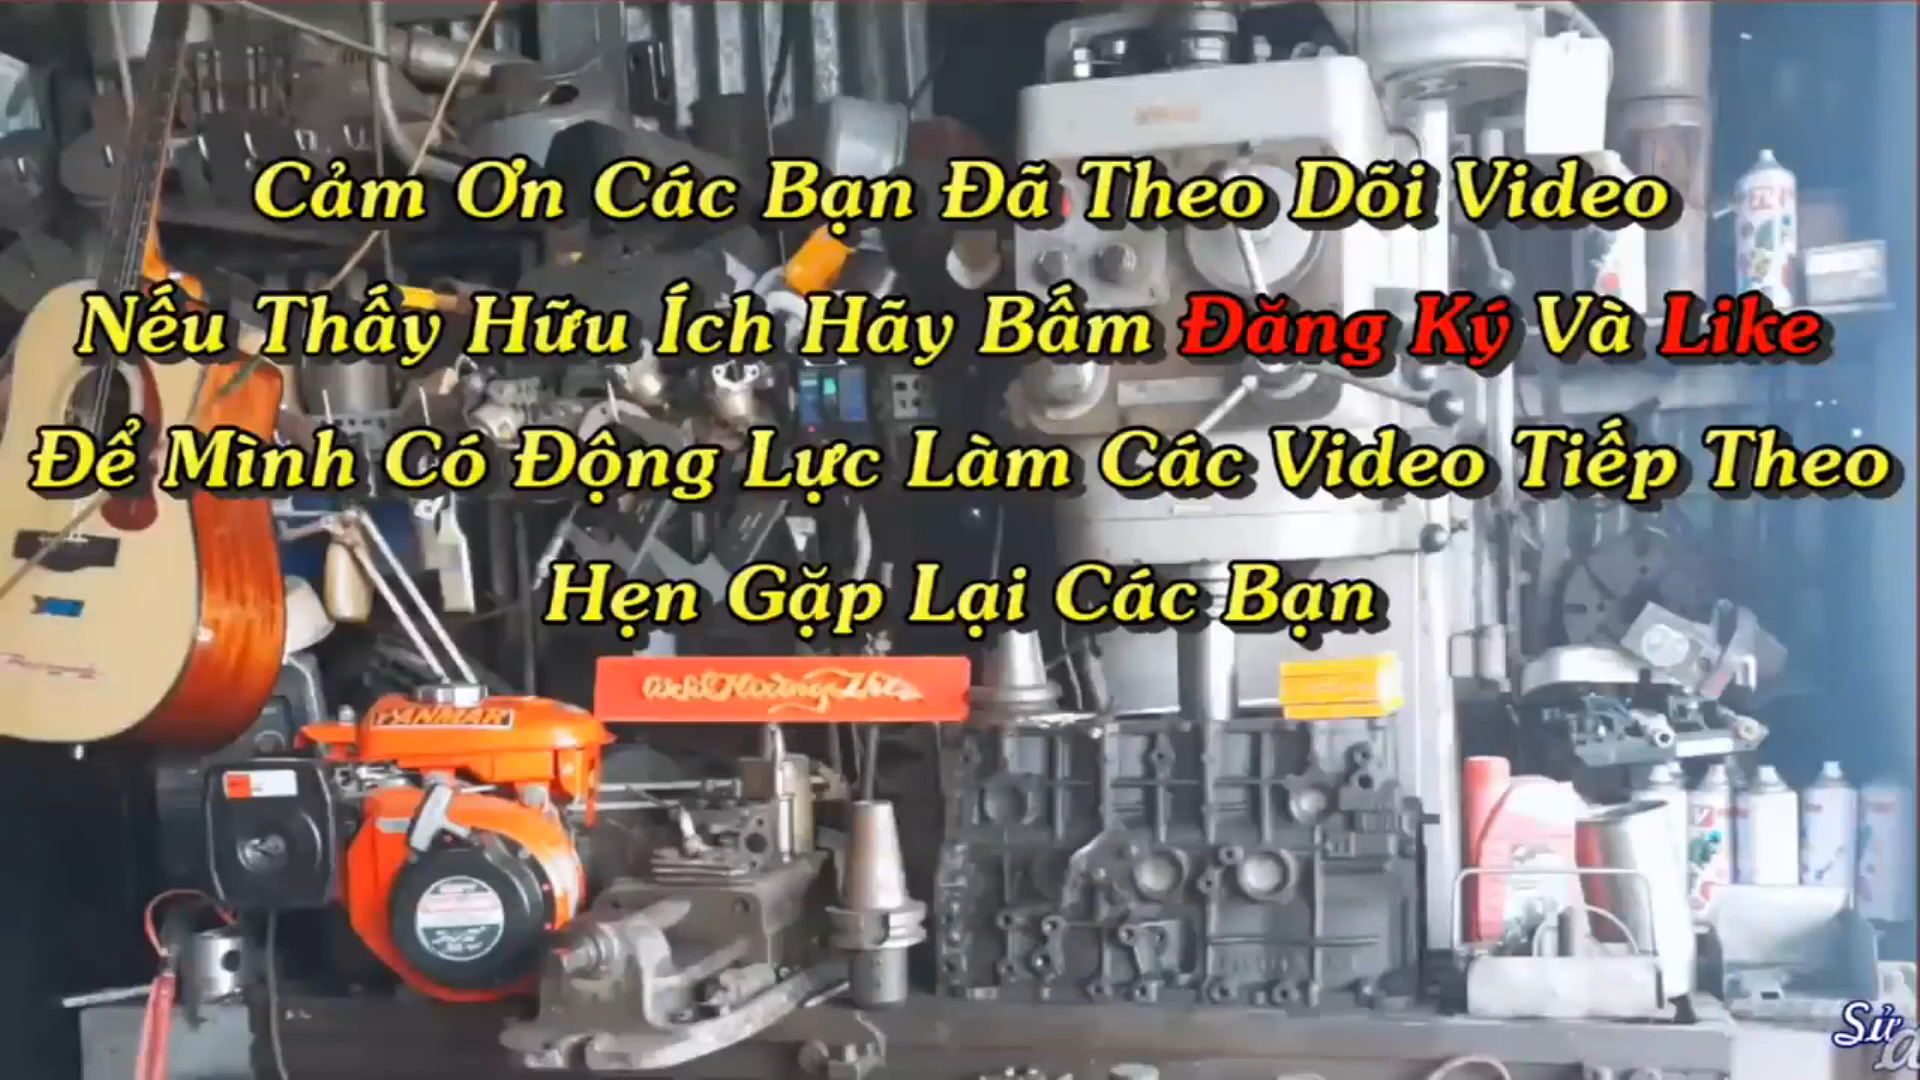 Cảm Ơn Các Bạn Đã Theo Dõi Video
Nếu Thấy Hữu Ích Hãy Bấm Đăng Ký Và Like
Để Mình Có Động Lực Làm Các Video Tiếp Theo
Hẹn Gặp Lại Các Bạn
YANMAR
Sử